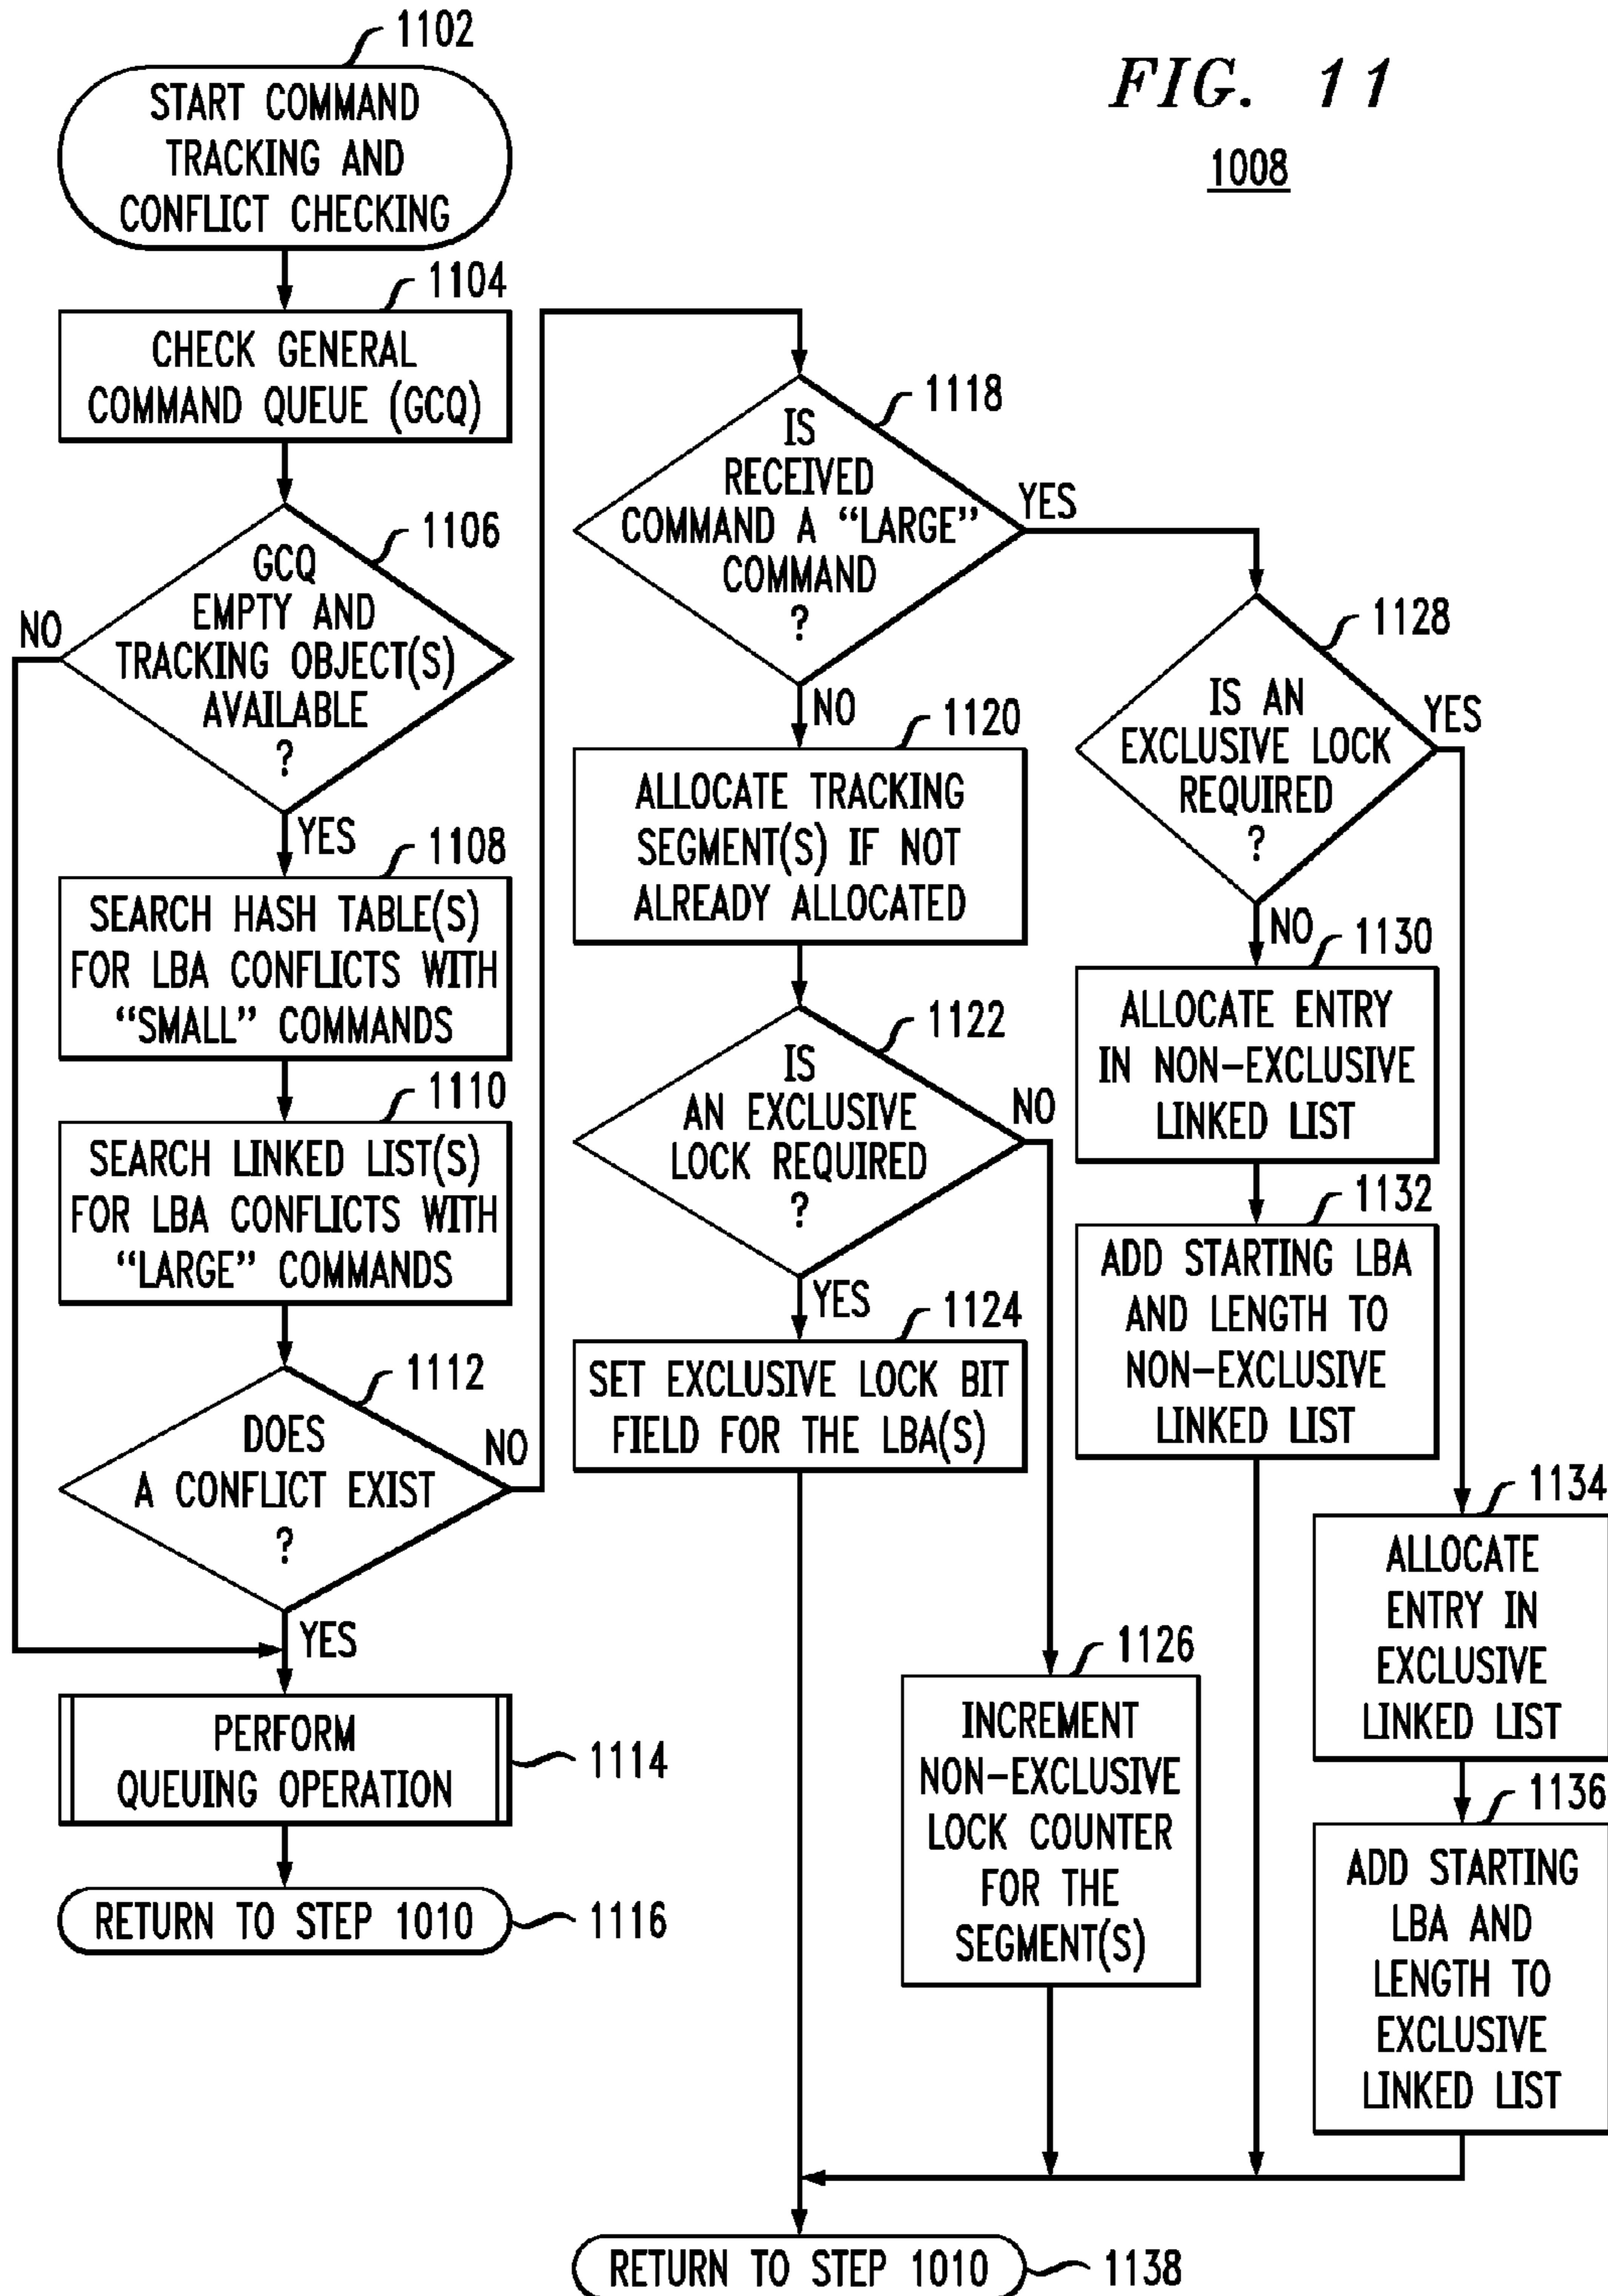 FIG. 11
1008
1102
START COMMAND
TRACKING AND
CONFLICT CHECKING
1104
CHECK GENERAL
COMMAND QUEUE (GCQ)
1106
GCQ
EMPTY AND
TRACKING OBJECT(S)
AVAILABLE
?
NO
YES
1108
SEARCH HASH TABLE(S)
FOR LBA CONFLICTS WITH
“SMALL” COMMANDS
1110
SEARCH LINKED LIST(S)
FOR LBA CONFLICTS WITH
“LARGE” COMMANDS
1112
DOES
A CONFLICT EXIST
?
NO
YES
PERFORM
QUEUING OPERATION
1114
RETURN TO STEP 1010
1116
1118
IS
RECEIVED
COMMAND A “LARGE”
COMMAND
?
YES
NO
1120
ALLOCATE TRACKING
SEGMENT(S) IF NOT
ALREADY ALLOCATED
1122
IS
AN EXCLUSIVE
LOCK REQUIRED
?
NO
YES
1124
SET EXCLUSIVE LOCK BIT
FIELD FOR THE LBA(S)
1126
INCREMENT
NON-EXCLUSIVE
LOCK COUNTER
FOR THE
SEGMENT(S)
1128
IS AN
EXCLUSIVE LOCK
REQUIRED
?
YES
NO
1130
ALLOCATE ENTRY
IN NON-EXCLUSIVE
LINKED LIST
1132
ADD STARTING LBA
AND LENGTH TO
NON-EXCLUSIVE
LINKED LIST
1134
ALLOCATE
ENTRY IN
EXCLUSIVE
LINKED LIST
1136
ADD STARTING
LBA AND
LENGTH TO
EXCLUSIVE
LINKED LIST
RETURN TO STEP 1010
1138